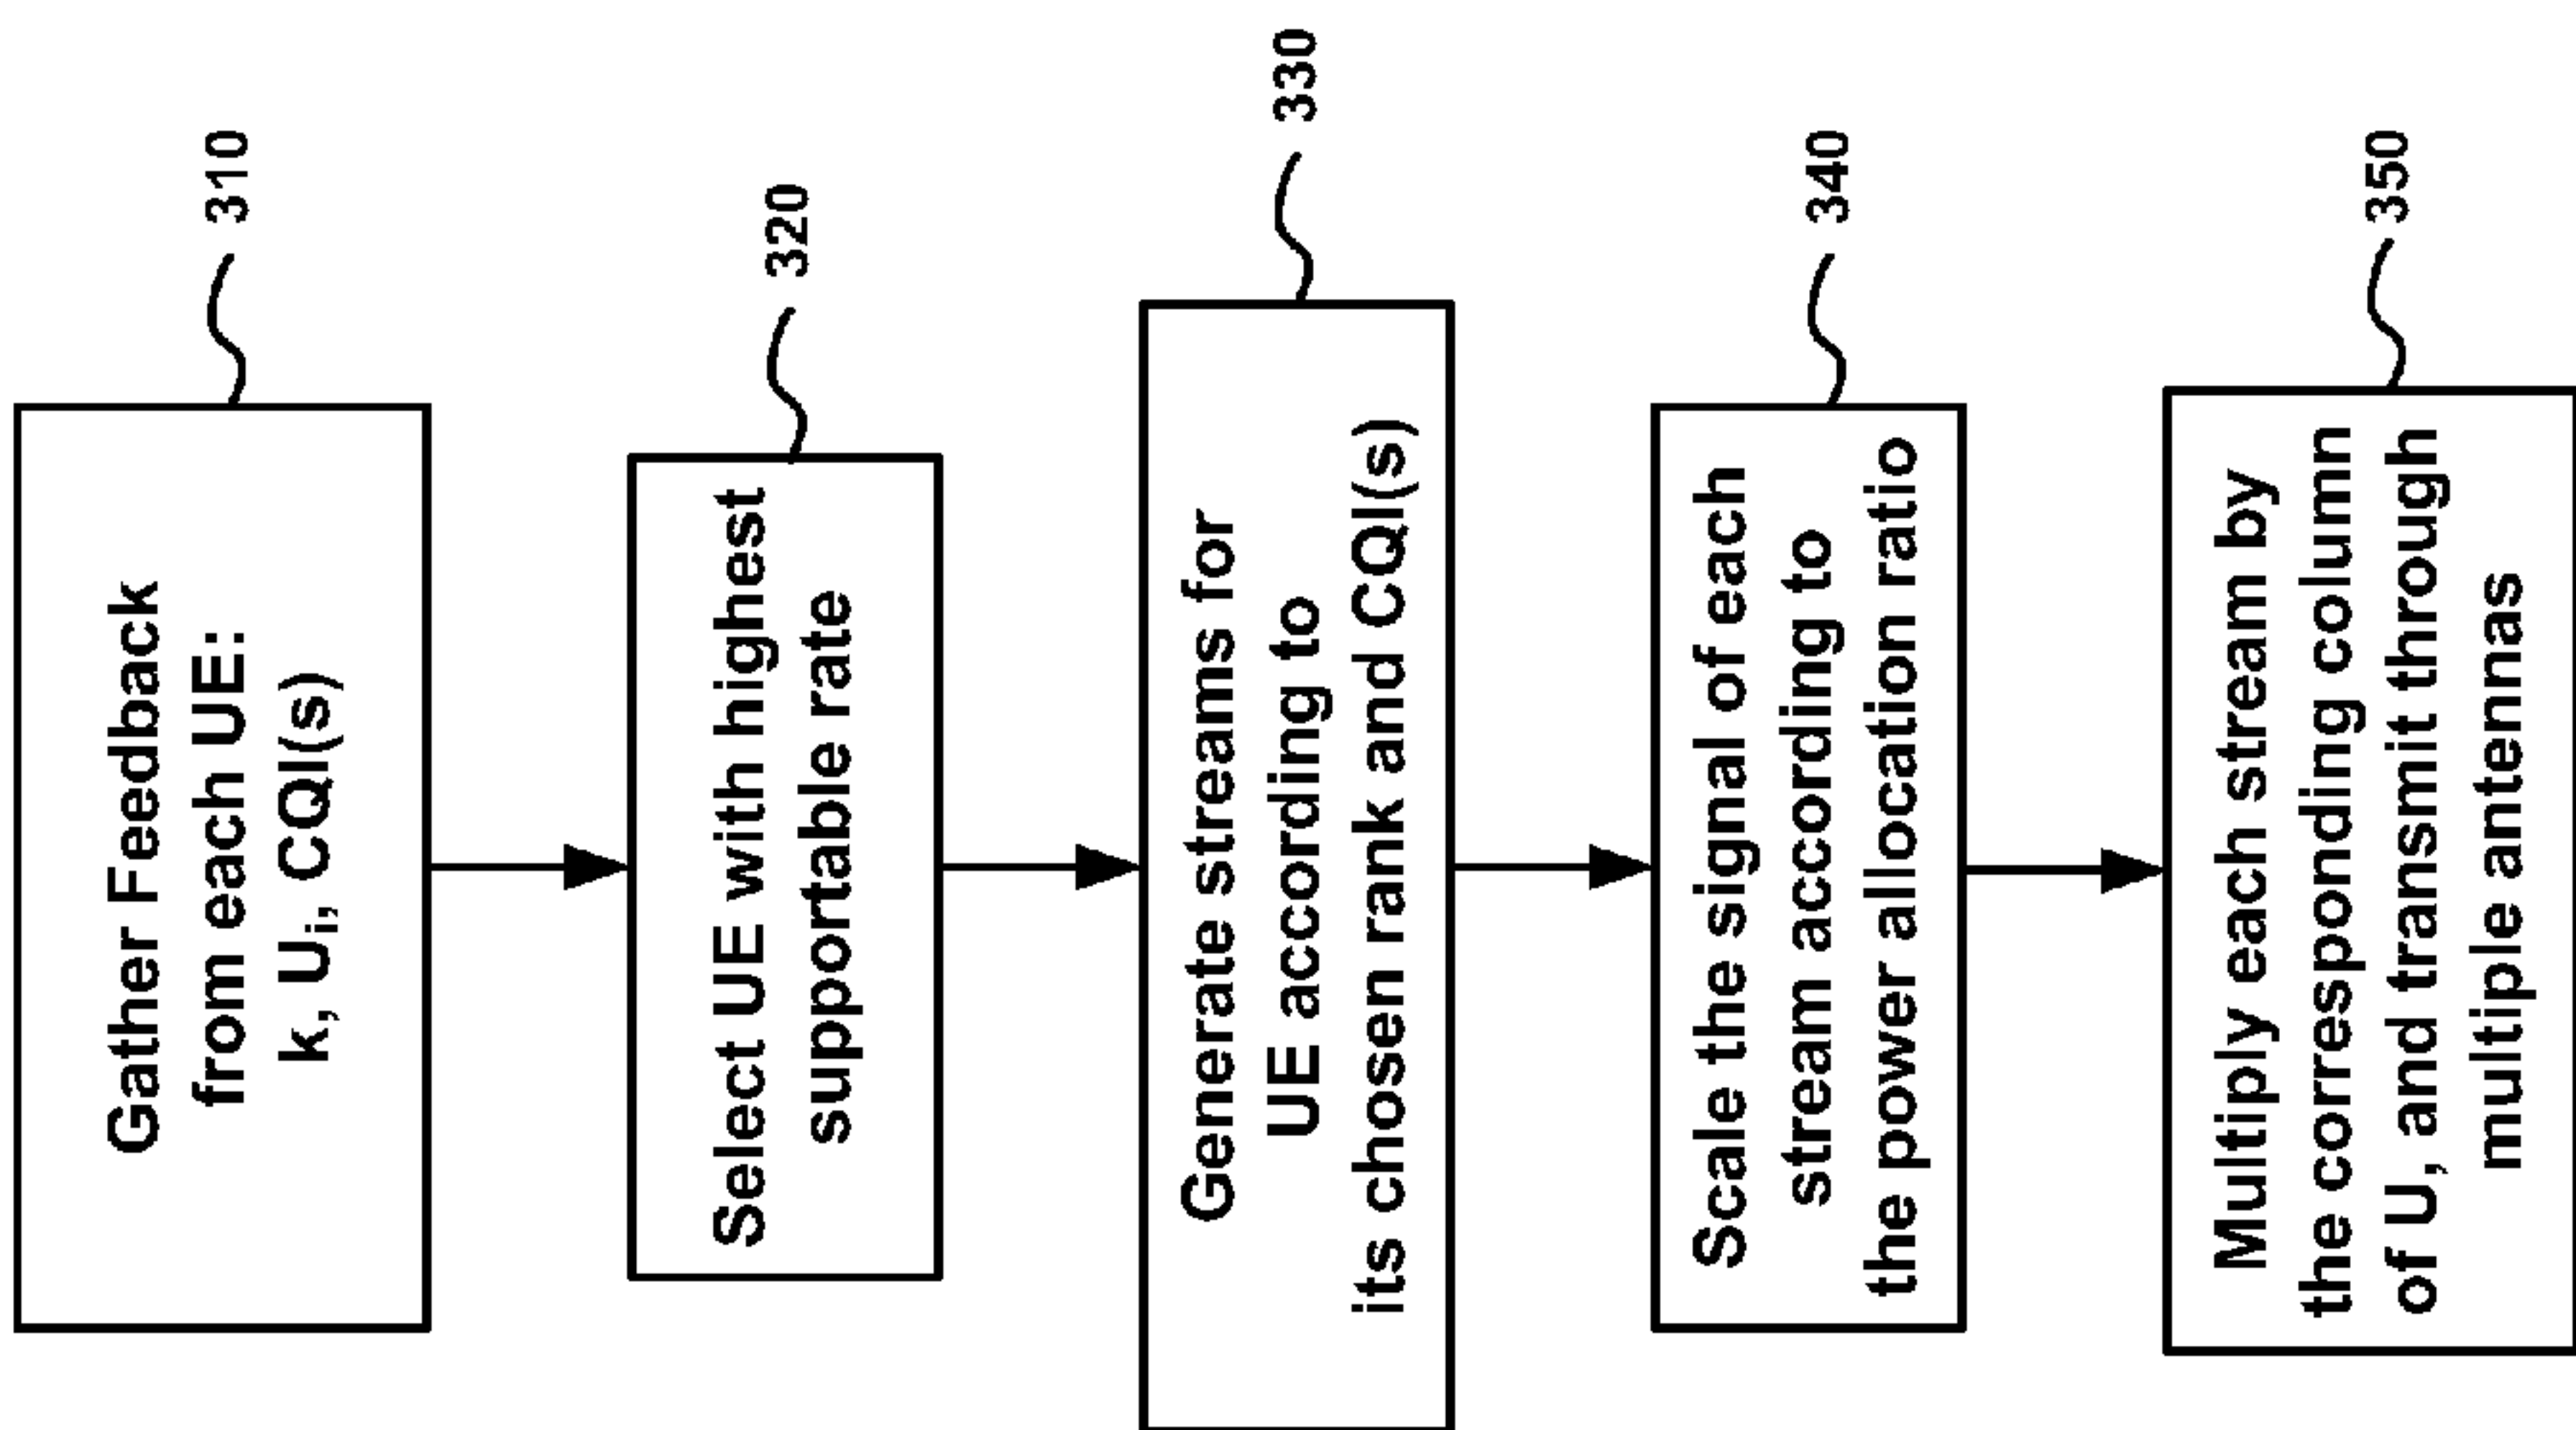 Gather Feedback
from each UE:
k, Ui, CQI(s)
310
Select UE with highest
supportable rate
320
Generate streams for
UE according to
its chosen rank and CQI(s)
330
Scale the signal of each
stream according to
the power allocation ratio
340
Multiply each stream by
the corresponding column
of U, and transmit through
multiple antennas
350